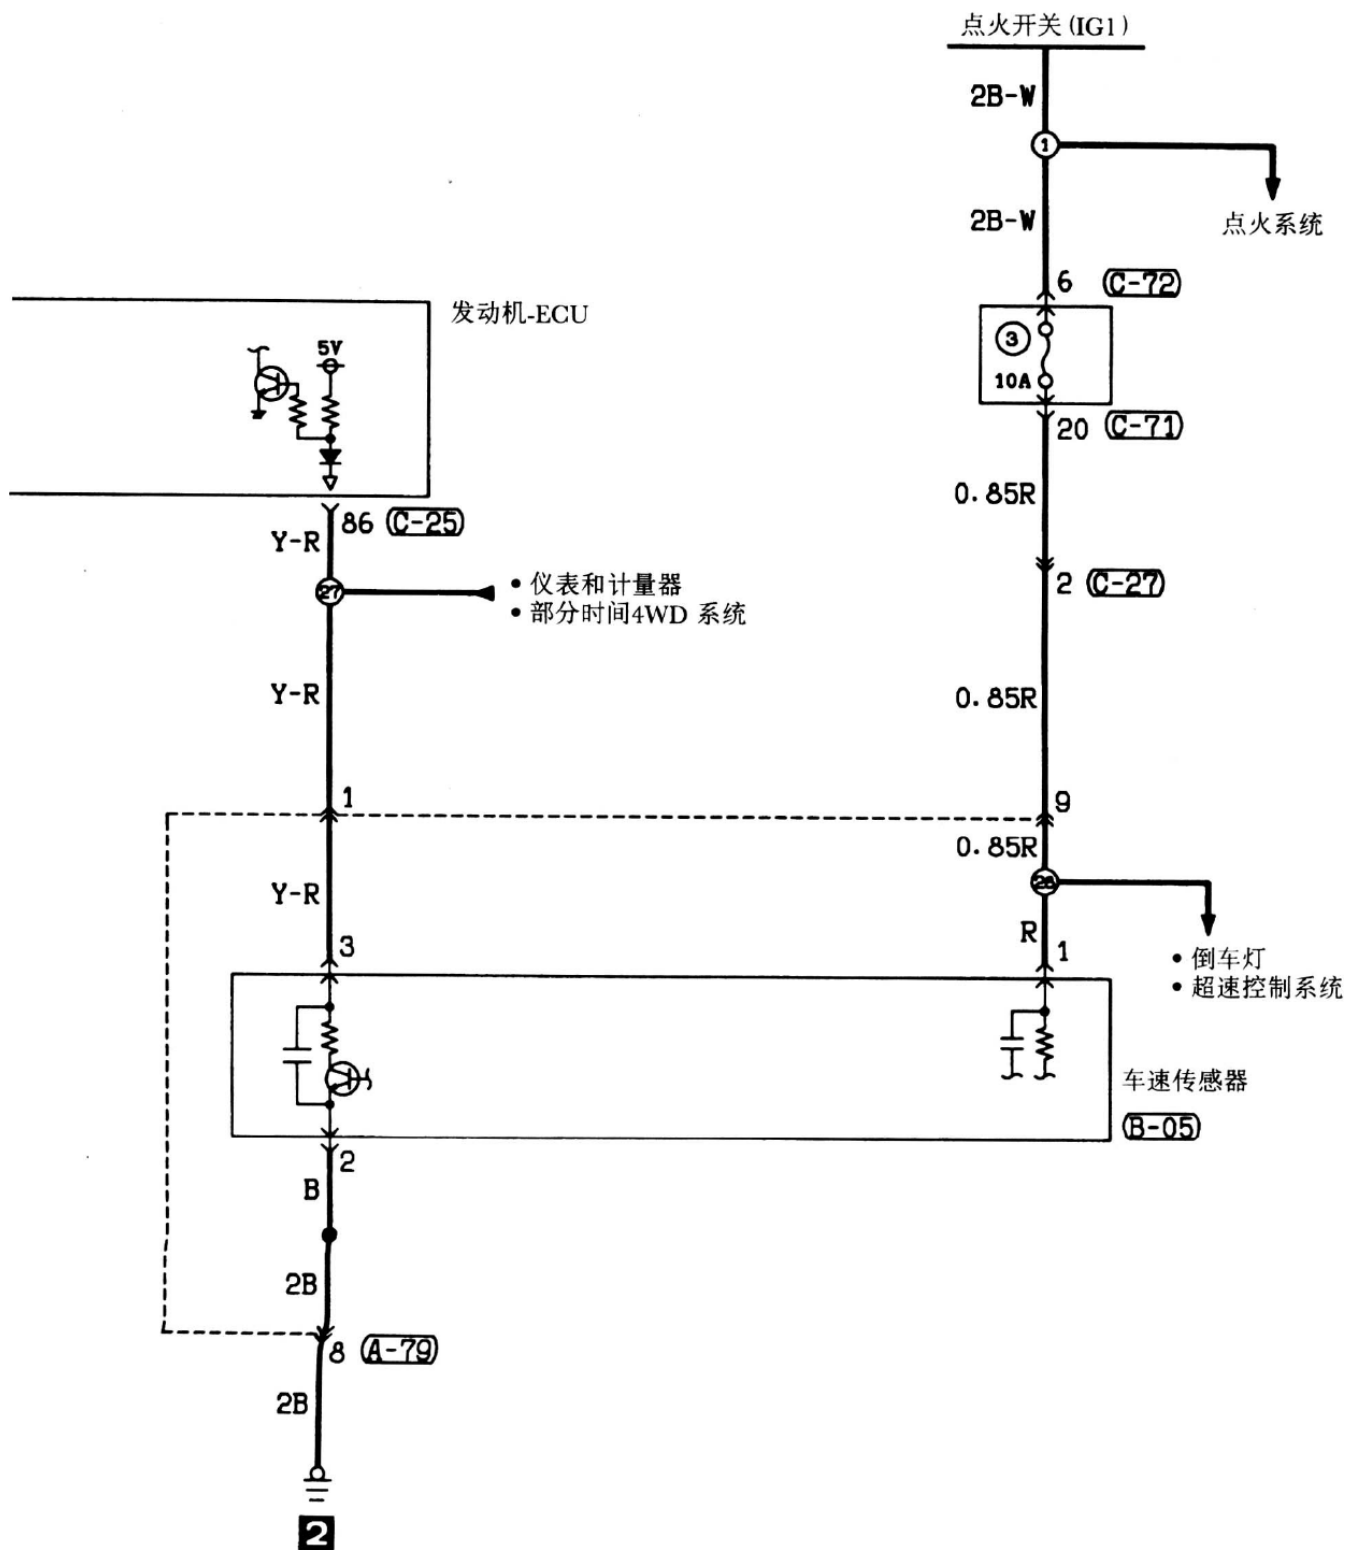 点火开关(IG1)
2B-W
1
2B-W
点火系统
6 C-72
发动机-ECU
5V
3
10A
20 C-71
0.85R
86 C-25
Y-R
27
• 仪表和计量器
• 部分时间4WD 系统
2 C-27
Y-R
0.85R
1
9
0.85R
Y-R
R
3
1
• 倒车灯
• 超速控制系统
车速传感器
B-05
2
B
2B
8 A-79
2B
2